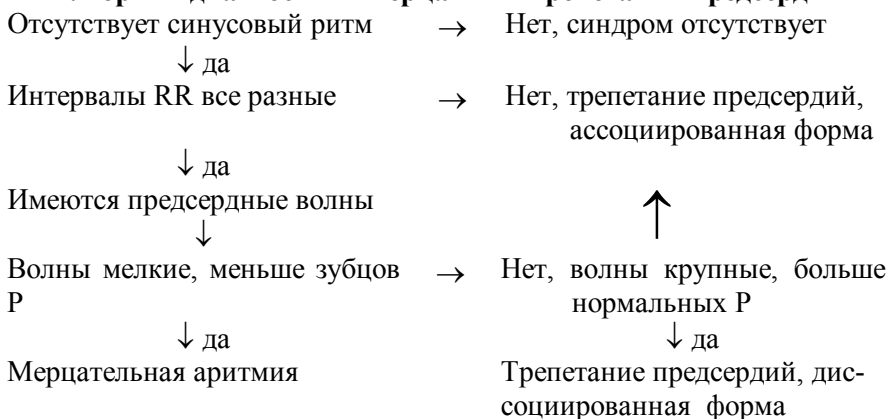 Отсутствует синусовый ритм → Нет, синдром отсутствует
↓ да
Интервалы RR все разные → Нет, трепетание предсердий,
ассоциированная форма
↓ да
Имеются предсердные волны
↓ ↑
Волны мелкие, меньше зубцов → Нет, волны крупные, больше
Р нормальных Р
↓ да ↓ да
Мерцательная аритмия Трепетание предсердий, дис-
социированная форма